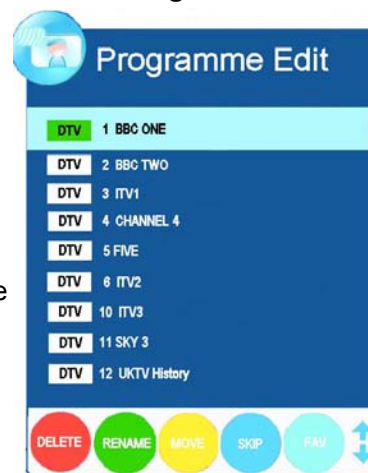 Programme Edit
DTV 1 BBC ONE
DTV 2 BBC TWO
DTV 3 ITV1
DTV 4 CHANNEL 4
DTV 5 FIVE
DTV 6 ITV2
DTV 10 ITV3
DTV 11 SKY 3
DTV 12 UKTV History
DELETE RENAME MOVE SKIP FAV